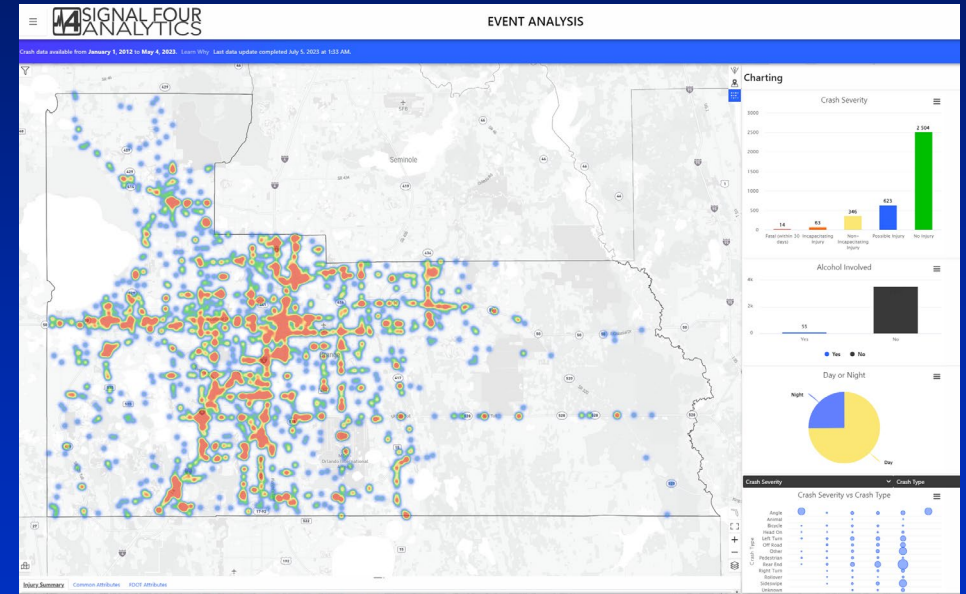 SIGNAL FOUR
ANALYTICS
EVENT ANALYSIS
Crash data available from January 1, 2012 to May 4, 2023. Learn Why Last data update completed July 5, 2023 at 1:33 AM.
Seminole
Charting
Crash Severity
3000
2500
2000
1500
1000
500
0
14
63
346
623
2 504
Fatal (within 30 days)
Incapacitating Injury
Non-Incapacitating Injury
Possible Injury
No Injury
Alcohol Involved
4k
2k
0
55
Yes
No
Yes No
Day or Night
Night
Day
Crash Severity Crash Type
Crash Severity vs Crash Type
Crash Type
Angle
Animal
Bicycle
Head On
Left Turn
Off Road
Other
Pedestrian
Rear End
Right Turn
Rollover
Sideswipe
Unknown
Injury Summary Common Attributes FDOT Attributes